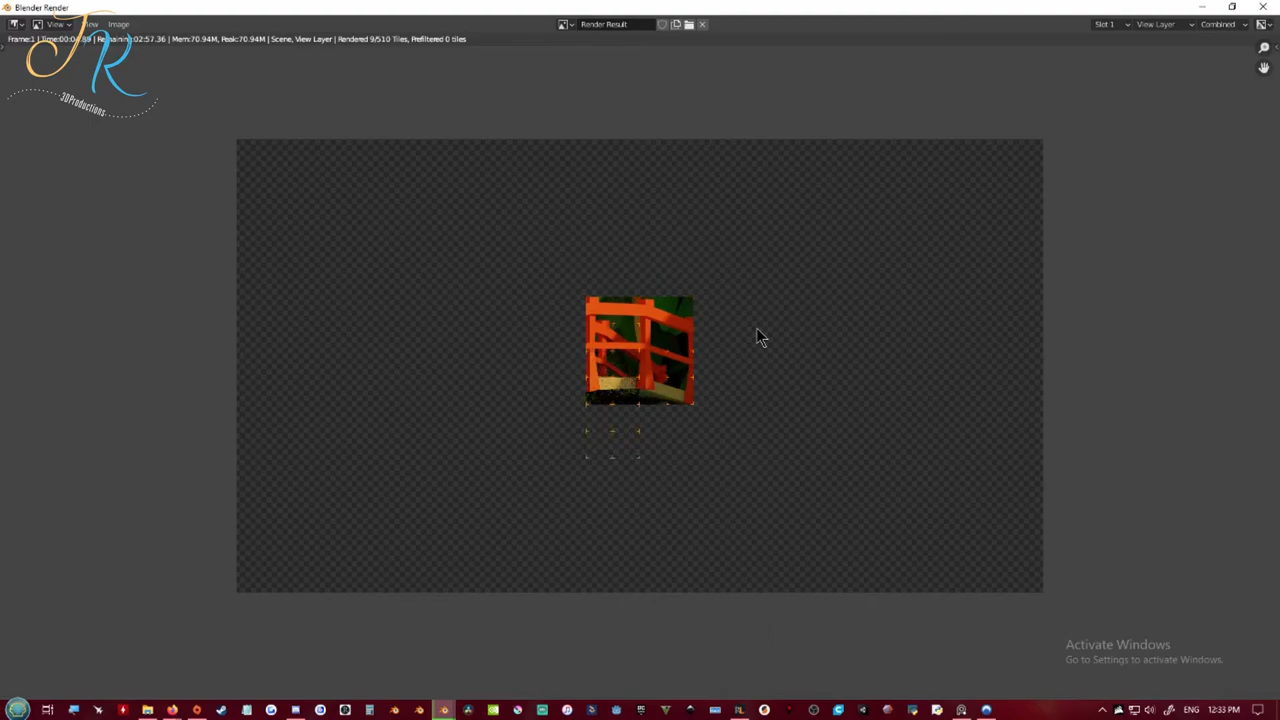 Blender Render
View
View
Image
Render Result
Slot 1
View Layer
Combined
Frame:1 | Time:00:04.89 | Remaining:02:57.36 | Mem:70.94M, Peak:70.94M | Scene, View Layer | Rendered 9/510 Tiles, Prefiltered 0 tiles
JR
3DProductions
Activate Windows
Go to Settings to activate Windows.
ENG
12:33 PM